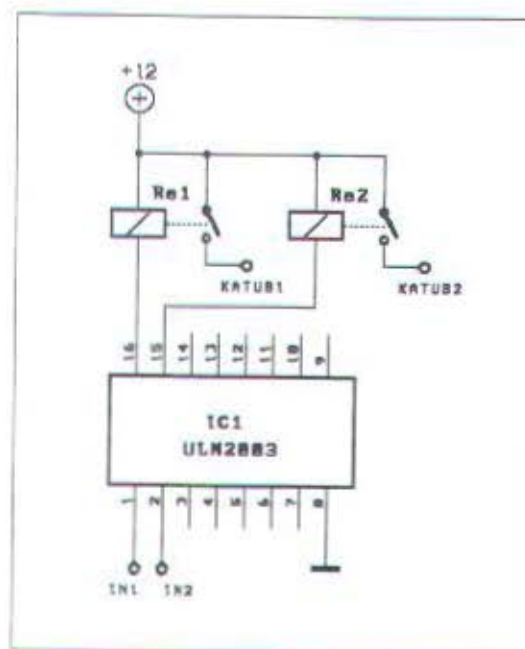 +12
Re1
Re2
KATUB1
KATUB2
16 15 14 13 12 11 10 9
IC1
ULN2003
1 2 3 4 5 6 7 8
IN1 IN2